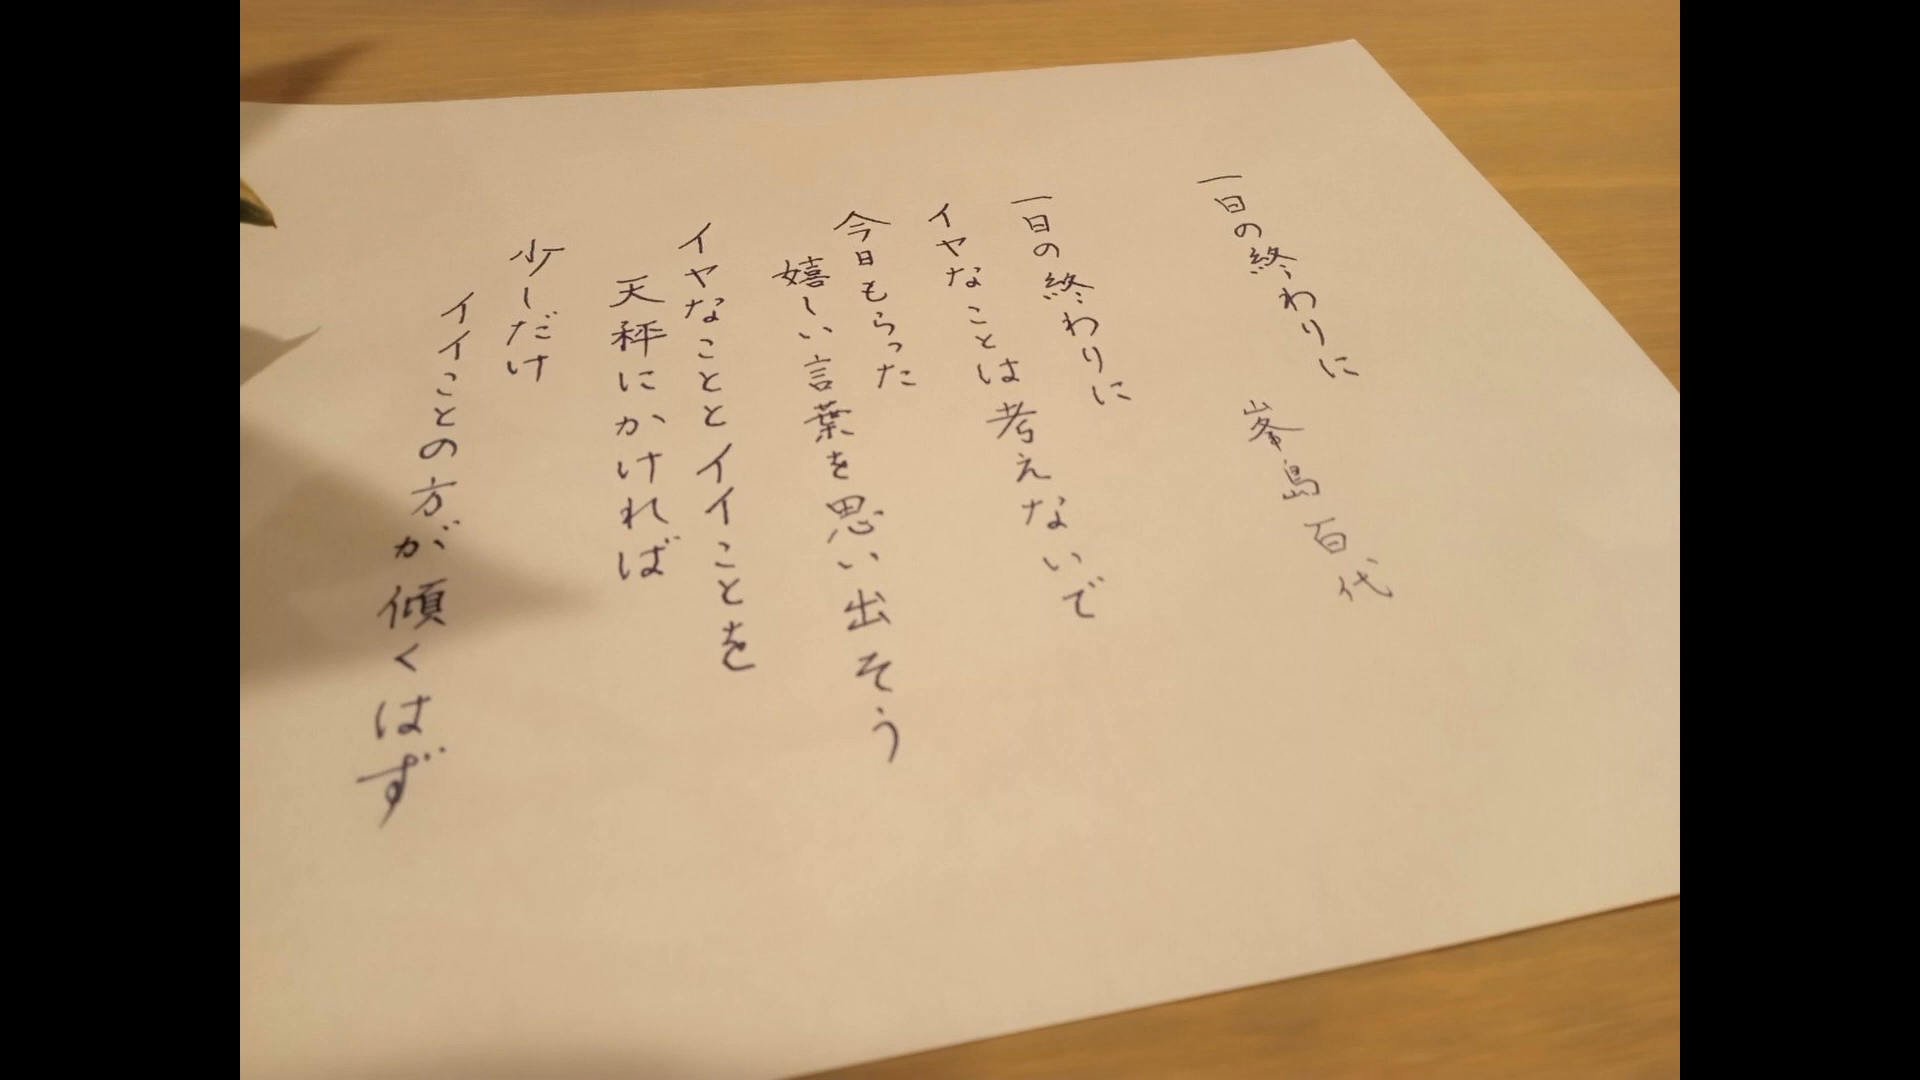 一日の終わりに
峯島百代
一日の終わりに
イヤなことは考えないで
今日もらった
嬉しい言葉を思い出そう
イヤなこととイイことを
天秤にかければ
少しだけ
イイことの方が傾くはず